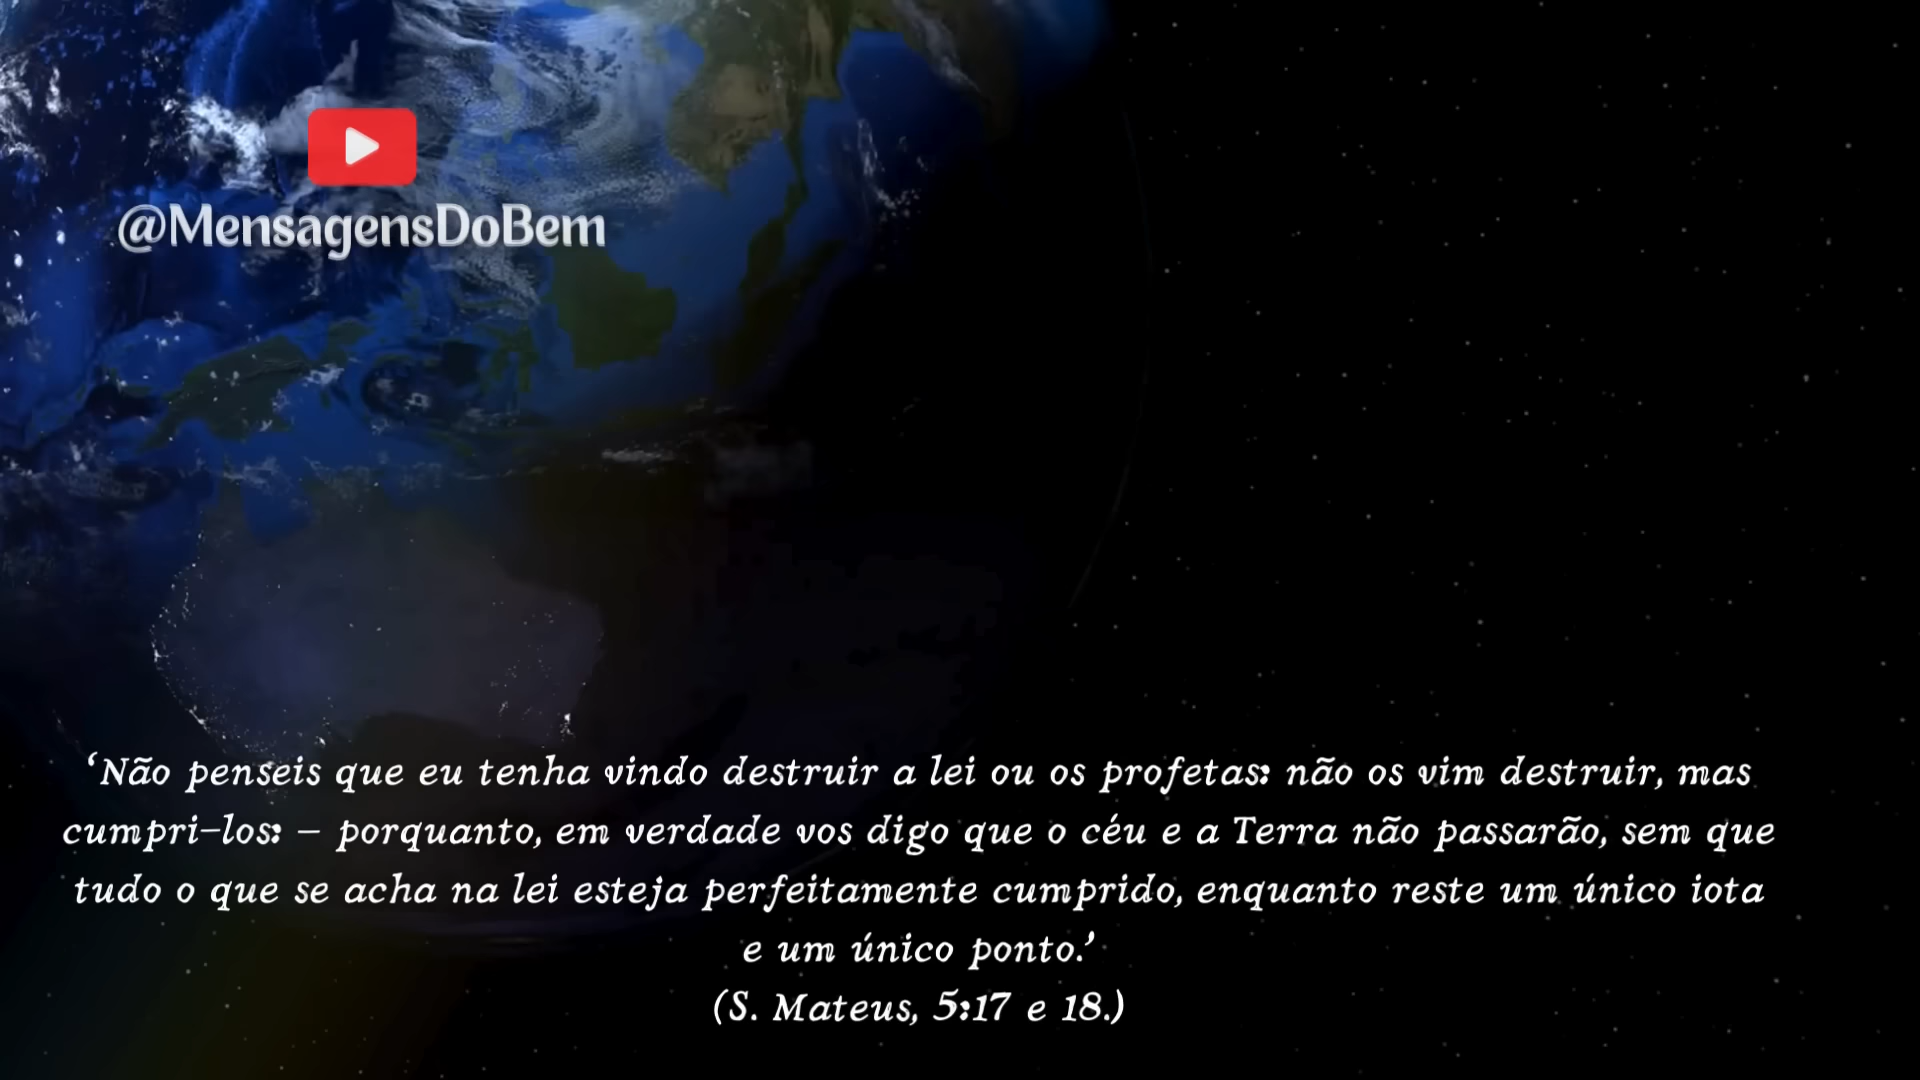 @MensagensDoBem
‘Não penseis que eu tenha vindo destruir a lei ou os profetas: não os vim destruir, mas
cumpri-los: – porquanto, em verdade vos digo que o céu e a Terra não passarão, sem que
tudo o que se acha na lei esteja perfeitamente cumprido, enquanto reste um único iota
e um único ponto.’
(S. Mateus, 5:17 e 18.)